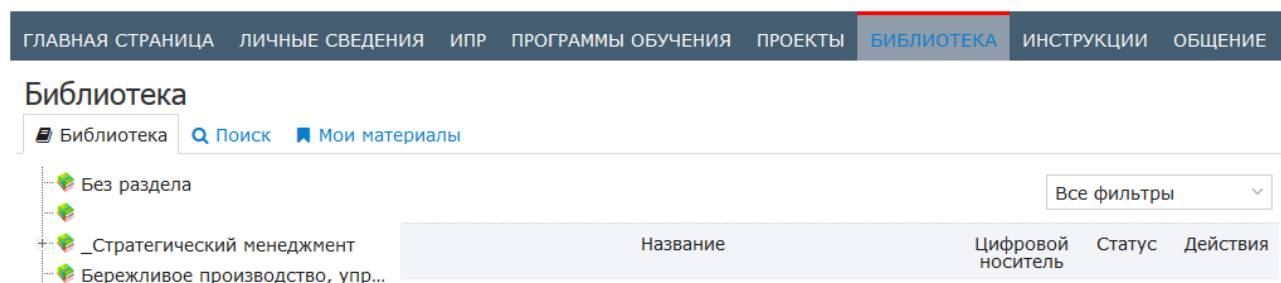 ГЛАВНАЯ СТРАНИЦА ЛИЧНЫЕ СВЕДЕНИЯ ИПР ПРОГРАММЫ ОБУЧЕНИЯ ПРОЕКТЫ БИБЛИОТЕКА ИНСТРУКЦИИ ОБЩЕНИЕ
Библиотека
Библиотека Поиск Мои материалы
Без раздела
Все фильтры
_Стратегический менеджмент
Название Цифровой носитель Статус Действия
Бережливое производство, упр...